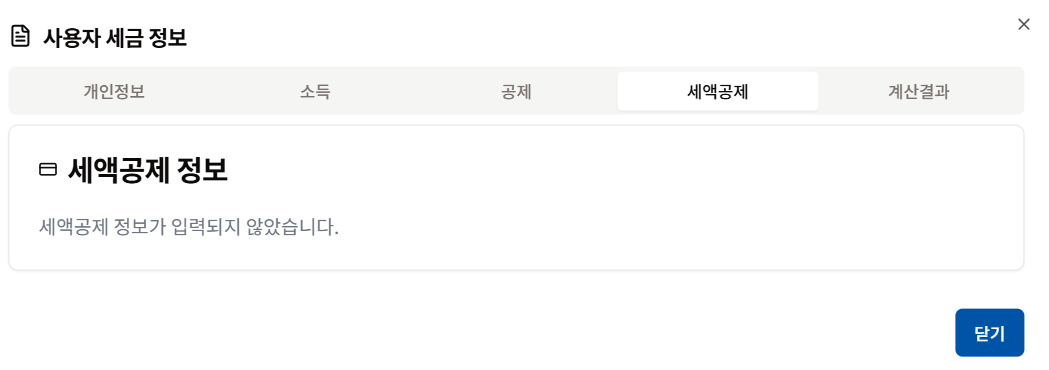 사용자 세금 정보
개인정보 소득 공제 세액공제 계산결과
세액공제 정보
세액공제 정보가 입력되지 않았습니다.
닫기